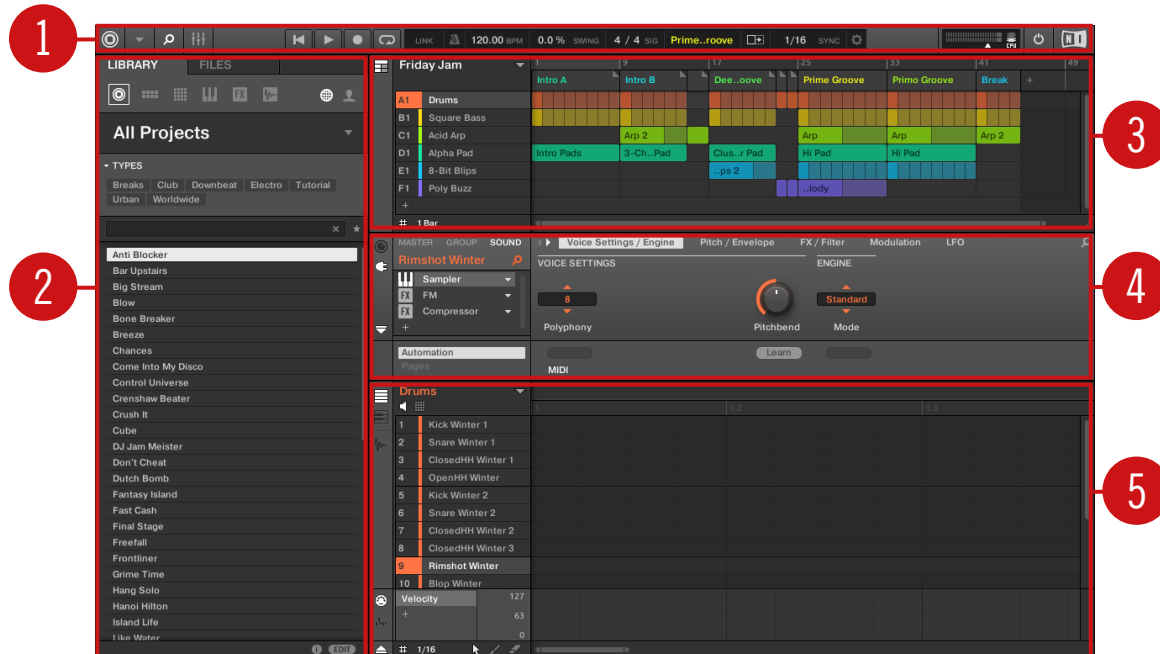 1
LINK 120.00 BPM 0.0 % SWING 4 / 4 SIG Prime..roove 1/16 SYNC CPU NI
2
LIBRARY FILES
FX
All Projects
TYPES
Breaks Club Downbeat Electro Tutorial
Urban Worldwide
Anti Blocker
Bar Upstairs
Big Stream
Blow
Bone Breaker
Breeze
Chances
Come Into My Disco
Control Universe
Crenshaw Beater
Crush It
Cube
DJ Jam Meister
Don't Cheat
Dutch Bomb
Fantasy Island
Fast Cash
Final Stage
Freefall
Frontliner
Grime Time
Hang Solo
Hanoi Hilton
Island Life
Like Water
i EDIT
3
Friday Jam 1 9 17 25 33 41 49
Intro A Intro B Dee..oove Prime Groove Primo Groove Break +
A1 Drums
B1 Square Bass
C1 Acid Arp Arp 2 Arp Arp Arp 2
D1 Alpha Pad Intro Pads 3-Ch..Pad Clus..r Pad Hi Pad Hi Pad
E1 8-Bit Blips ..ps 2
F1 Poly Buzz ..lody
+
1 Bar
4
MASTER GROUP SOUND Voice Settings / Engine Pitch / Envelope FX / Filter Modulation LFO
Rimshot Winter VOICE SETTINGS ENGINE
Sampler
FX FM 8 Standard
FX Compressor
+ Polyphony Pitchbend Mode
Automation Learn
Pages MIDI
5
Drums
1 1.2 1.3
1 Kick Winter 1
2 Snare Winter 1
3 ClosedHH Winter 1
4 OpenHH Winter
5 Kick Winter 2
6 Snare Winter 2
7 ClosedHH Winter 2
8 ClosedHH Winter 3
9 Rimshot Winter
10 Blop Winter
Velocity 127
+ 63
0
1/16